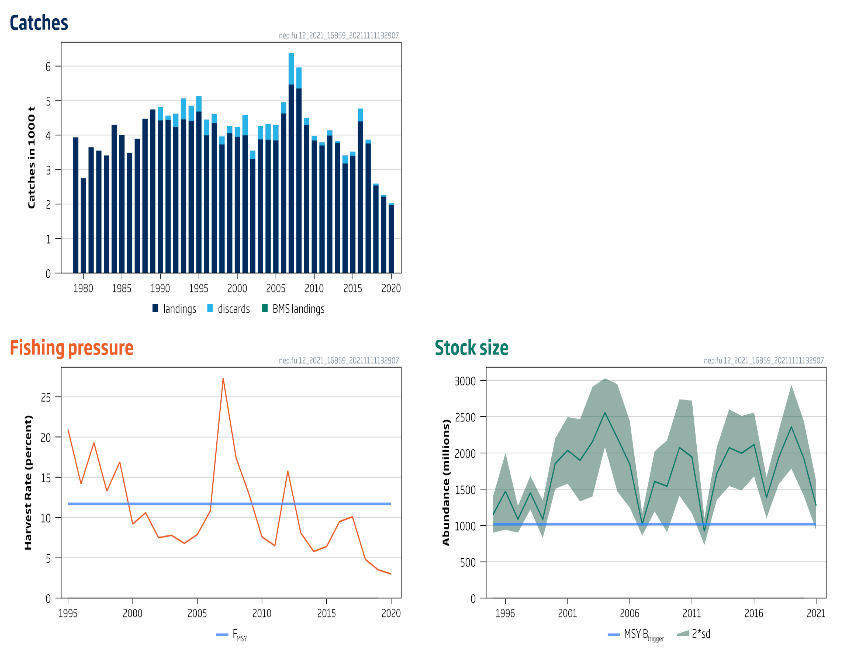 Catches
nep.fu.12_2021_16859_20211111132907
Catches in 1000 t
6
5
4
3
2
1
0
1980 1985 1990 1995 2000 2005 2010 2015 2020
landings discards BMS landings
Fishing pressure
nep.fu.12_2021_16859_20211111132907
Harvest Rate (percent)
25
20
15
10
5
0
1995 2000 2005 2010 2015 2020
FMSY
Stock size
nep.fu.12_2021_16859_20211111132907
Abundance (millions)
3000
2500
2000
1500
1000
500
0
1996 2001 2006 2011 2016 2021
MSY Btrigger 2*sd